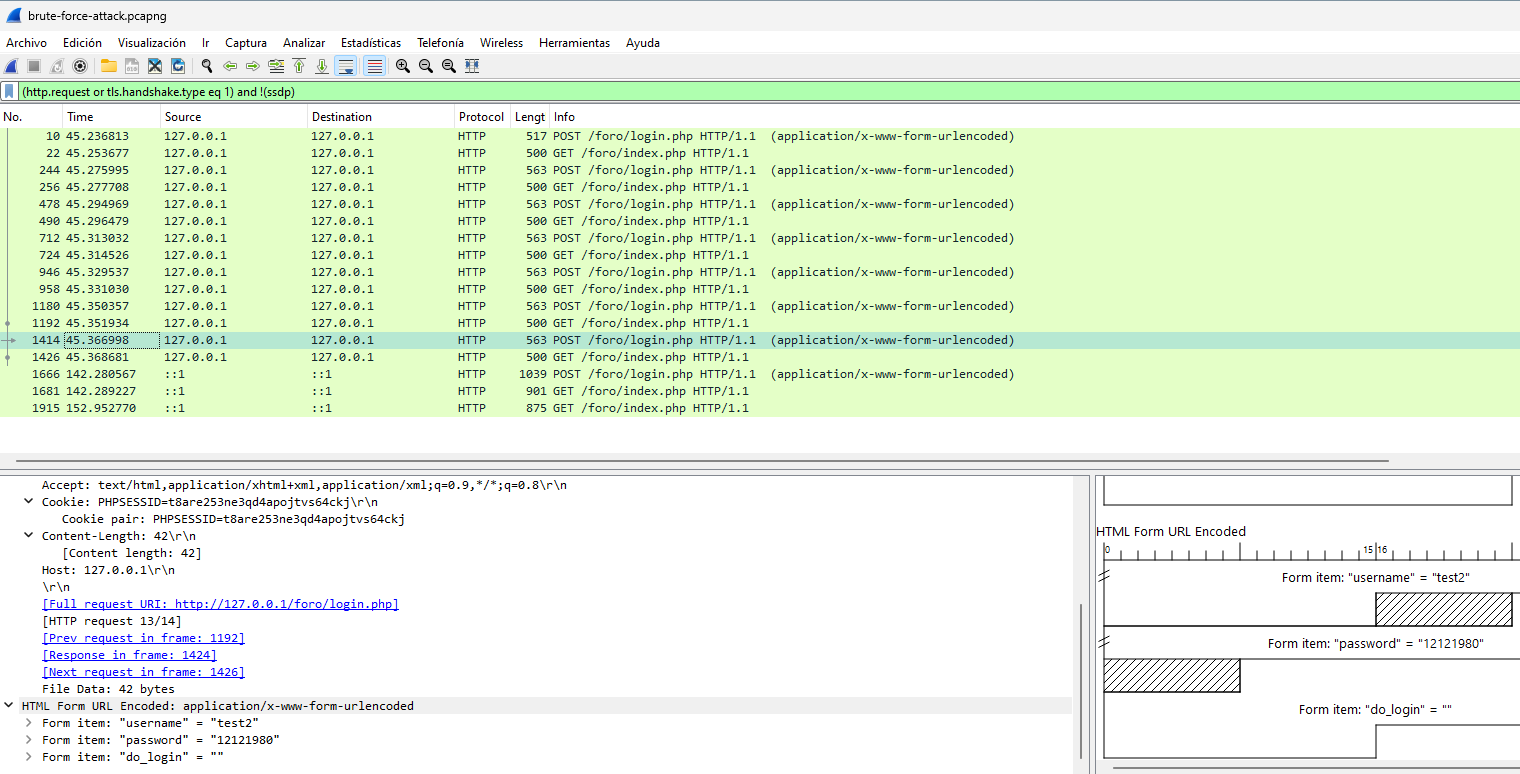 brute-force-attack.pcapng
Archivo Edición Visualización Ir Captura Analizar Estadísticas Telefonía Wireless Herramientas Ayuda
(http.request or tls.handshake.type eq 1) and !(ssdp)
No. Time Source Destination Protocol Lengt Info
10 45.236813 127.0.0.1 127.0.0.1 HTTP 517 POST /foro/login.php HTTP/1.1 (application/x-www-form-urlencoded)
22 45.253677 127.0.0.1 127.0.0.1 HTTP 500 GET /foro/index.php HTTP/1.1
244 45.275995 127.0.0.1 127.0.0.1 HTTP 563 POST /foro/login.php HTTP/1.1 (application/x-www-form-urlencoded)
256 45.277708 127.0.0.1 127.0.0.1 HTTP 500 GET /foro/index.php HTTP/1.1
478 45.294969 127.0.0.1 127.0.0.1 HTTP 563 POST /foro/login.php HTTP/1.1 (application/x-www-form-urlencoded)
490 45.296479 127.0.0.1 127.0.0.1 HTTP 500 GET /foro/index.php HTTP/1.1
712 45.313032 127.0.0.1 127.0.0.1 HTTP 563 POST /foro/login.php HTTP/1.1 (application/x-www-form-urlencoded)
724 45.314526 127.0.0.1 127.0.0.1 HTTP 500 GET /foro/index.php HTTP/1.1
946 45.329537 127.0.0.1 127.0.0.1 HTTP 563 POST /foro/login.php HTTP/1.1 (application/x-www-form-urlencoded)
958 45.331030 127.0.0.1 127.0.0.1 HTTP 500 GET /foro/index.php HTTP/1.1
1180 45.350357 127.0.0.1 127.0.0.1 HTTP 563 POST /foro/login.php HTTP/1.1 (application/x-www-form-urlencoded)
1192 45.351934 127.0.0.1 127.0.0.1 HTTP 500 GET /foro/index.php HTTP/1.1
1414 45.366998 127.0.0.1 127.0.0.1 HTTP 563 POST /foro/login.php HTTP/1.1 (application/x-www-form-urlencoded)
1426 45.368681 127.0.0.1 127.0.0.1 HTTP 500 GET /foro/index.php HTTP/1.1
1666 142.280567 ::1 ::1 HTTP 1039 POST /foro/login.php HTTP/1.1 (application/x-www-form-urlencoded)
1681 142.289227 ::1 ::1 HTTP 901 GET /foro/index.php HTTP/1.1
1915 152.952770 ::1 ::1 HTTP 875 GET /foro/index.php HTTP/1.1
Accept: text/html,application/xhtml+xml,application/xml;q=0.9,*/*;q=0.8\r\n
Cookie: PHPSESSID=t8are253ne3qd4apojtvs64ckj\r\n
Cookie pair: PHPSESSID=t8are253ne3qd4apojtvs64ckj
Content-Length: 42\r\n
[Content length: 42]
Host: 127.0.0.1\r\n
\r\n
[Full request URI: http://127.0.0.1/foro/login.php]
[HTTP request 13/14]
[Prev request in frame: 1192]
[Response in frame: 1424]
[Next request in frame: 1426]
File Data: 42 bytes
HTML Form URL Encoded: application/x-www-form-urlencoded
Form item: "username" = "test2"
Form item: "password" = "12121980"
Form item: "do_login" = ""
HTML Form URL Encoded
0 15 16
Form item: "username" = "test2"
Form item: "password" = "12121980"
Form item: "do_login" = ""